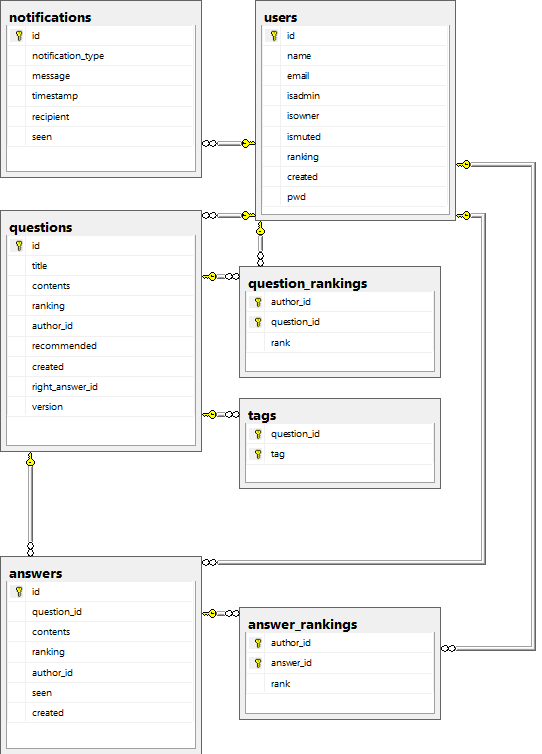 notifications
id
notification_type
message
timestamp
recipient
seen
users
id
name
email
isadmin
isowner
ismuted
ranking
created
pwd
questions
id
title
contents
ranking
author_id
recommended
created
right_answer_id
version
question_rankings
author_id
question_id
rank
tags
question_id
tag
answers
id
question_id
contents
ranking
author_id
seen
created
answer_rankings
author_id
answer_id
rank